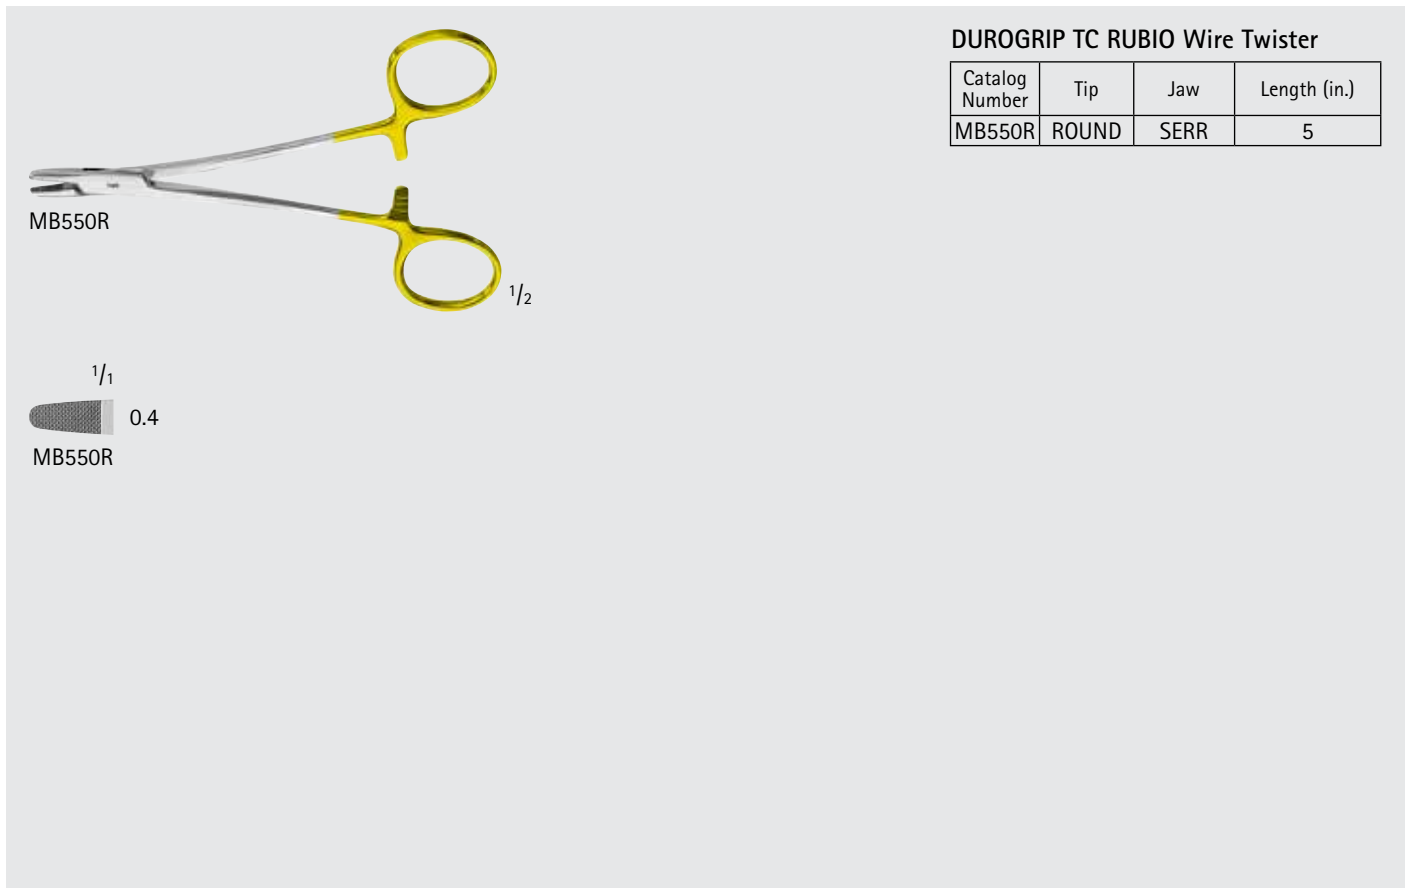 DUROGRIP TC RUBIO Wire Twister
Catalog Number Tip Jaw Length (in.)
MB550R ROUND SERR 5
MB550R
1/2
1/1
0.4
MB550R